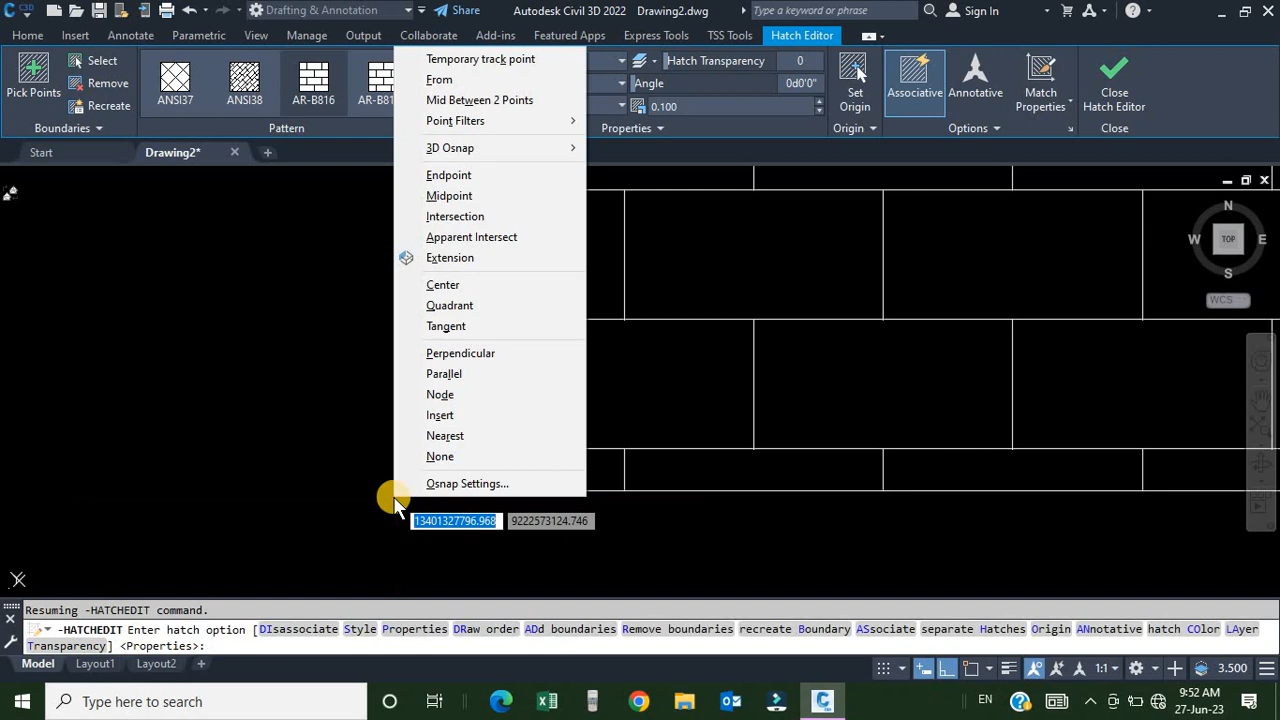 C3D Drafting & Annotation Share Autodesk Civil 3D 2022 Drawing2.dwg Type a keyword or phrase Sign In
Home Insert Annotate Parametric View Manage Output Collaborate Add-ins Featured Apps Express Tools TSS Tools Hatch Editor
Pick Points
Select
Remove
Recreate
Boundaries
ANSI37
ANSI38
AR-B816
Pattern
Hatch Transparency 0
Angle 0d0'0"
0.100
Properties
Set
Origin
Origin
Associative
Annotative
Match
Properties
Options
Close
Hatch Editor
Close
Start Drawing2*
Temporary track point
From
Mid Between 2 Points
Point Filters
3D Osnap
Endpoint
Midpoint
Intersection
Apparent Intersect
Extension
Center
Quadrant
Tangent
Perpendicular
Parallel
Node
Insert
Nearest
None
Osnap Settings...
N
W TOP E
S
WCS
13401327796.968 9222573124.746
Resuming -HATCHEDIT command.
-HATCHEDIT Enter hatch option [DIsassociate Style Properties DRaw order ADd boundaries Remove boundaries recreate Boundary ASsociate separate Hatches Origin ANnotative hatch COlor LAyer
Transparency] <Properties>:
Model Layout1 Layout2 + 1:1 3.500
Type here to search
EN
9:52 AM
27-Jun-23